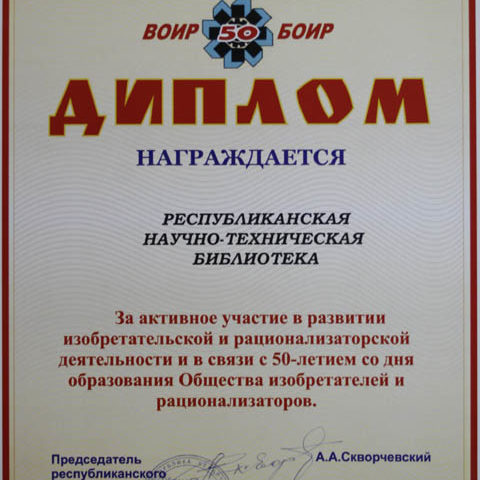 ВОИР 50 БОИР
ДИПЛОМ
НАГРАЖДАЕТСЯ
РЕСПУБЛИКАНСКАЯ
НАУЧНО-ТЕХНИЧЕСКАЯ
БИБЛИОТЕКА
За активное участие в развитии
изобретательской и рационализаторской
деятельности и в связи с 50-летием со дня
образования Общества изобретателей и
рационализаторов.
Председатель А.А.Скворчевский
республиканского